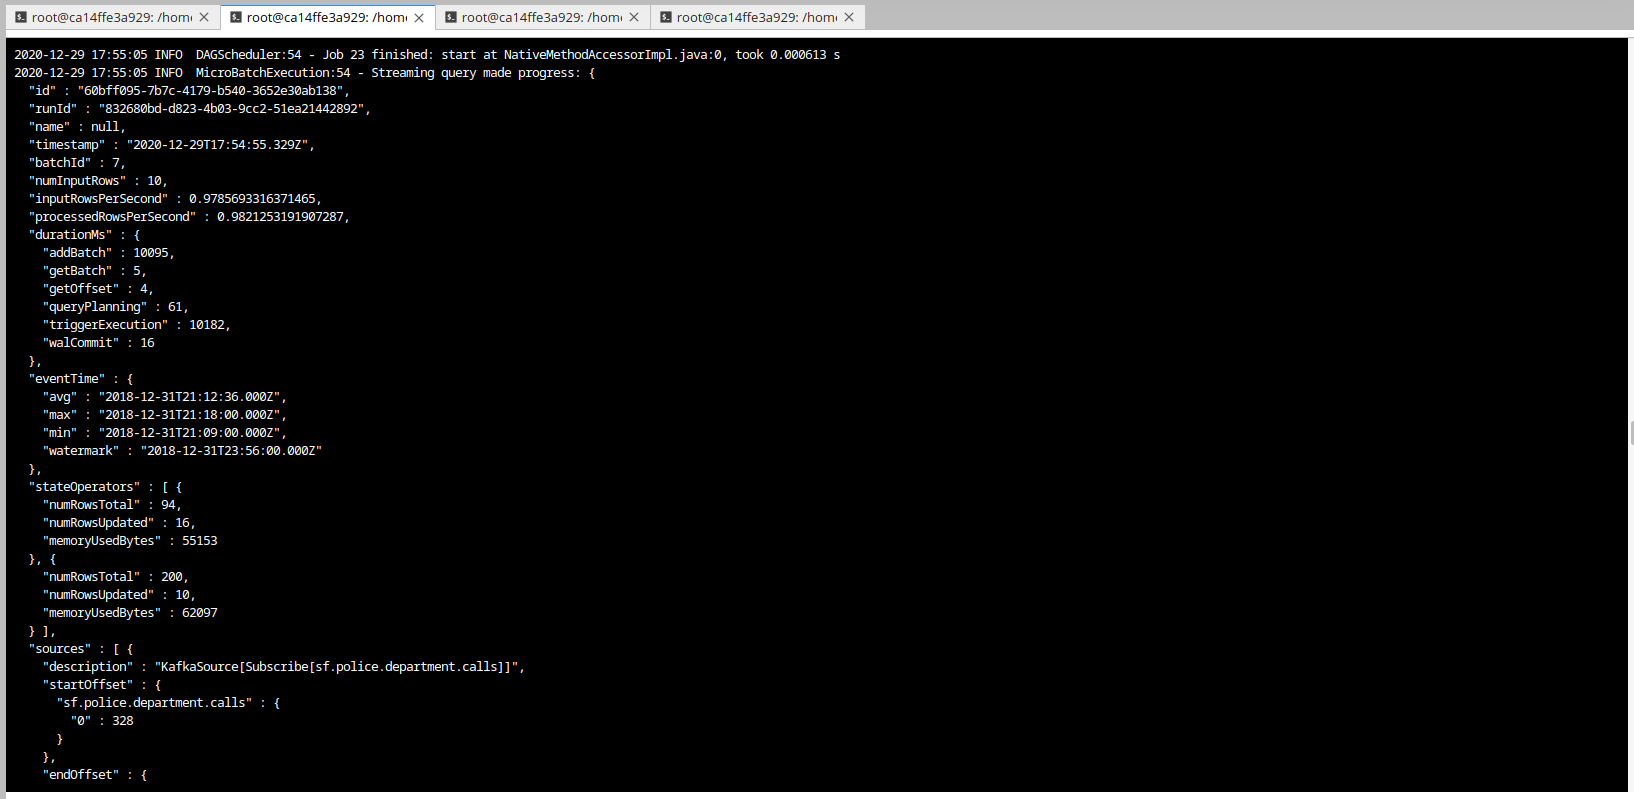 root@ca14ffe3a929: /hom root@ca14ffe3a929: /hom root@ca14ffe3a929: /hom root@ca14ffe3a929: /hom
2020-12-29 17:55:05 INFO  DAGScheduler:54 - Job 23 finished: start at NativeMethodAccessorImpl.java:0, took 0.000613 s
2020-12-29 17:55:05 INFO  MicroBatchExecution:54 - Streaming query made progress: {
  "id" : "60bff095-7b7c-4179-b540-3652e30ab138",
  "runId" : "832680bd-d823-4b03-9cc2-51ea21442892",
  "name" : null,
  "timestamp" : "2020-12-29T17:54:55.329Z",
  "batchId" : 7,
  "numInputRows" : 10,
  "inputRowsPerSecond" : 0.9785693316371465,
  "processedRowsPerSecond" : 0.9821253191907287,
  "durationMs" : {
    "addBatch" : 10095,
    "getBatch" : 5,
    "getOffset" : 4,
    "queryPlanning" : 61,
    "triggerExecution" : 10182,
    "walCommit" : 16
  },
  "eventTime" : {
    "avg" : "2018-12-31T21:12:36.000Z",
    "max" : "2018-12-31T21:18:00.000Z",
    "min" : "2018-12-31T21:09:00.000Z",
    "watermark" : "2018-12-31T23:56:00.000Z"
  },
  "stateOperators" : [ {
    "numRowsTotal" : 94,
    "numRowsUpdated" : 16,
    "memoryUsedBytes" : 55153
  }, {
    "numRowsTotal" : 200,
    "numRowsUpdated" : 10,
    "memoryUsedBytes" : 62097
  } ],
  "sources" : [ {
    "description" : "KafkaSource[Subscribe[sf.police.department.calls]]",
    "startOffset" : {
      "sf.police.department.calls" : {
        "0" : 328
      }
    },
    "endOffset" : {